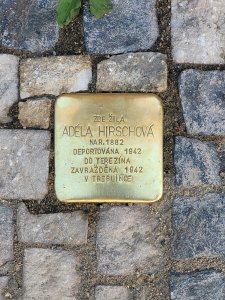 ZDE ŽILA
ADÉLA HIRSCHOVÁ
NAR. 1882
DEPORTOVÁNA 1942
DO TEREZÍNA
ZAVRAŽDĚNA 1942
V TREBLINCE